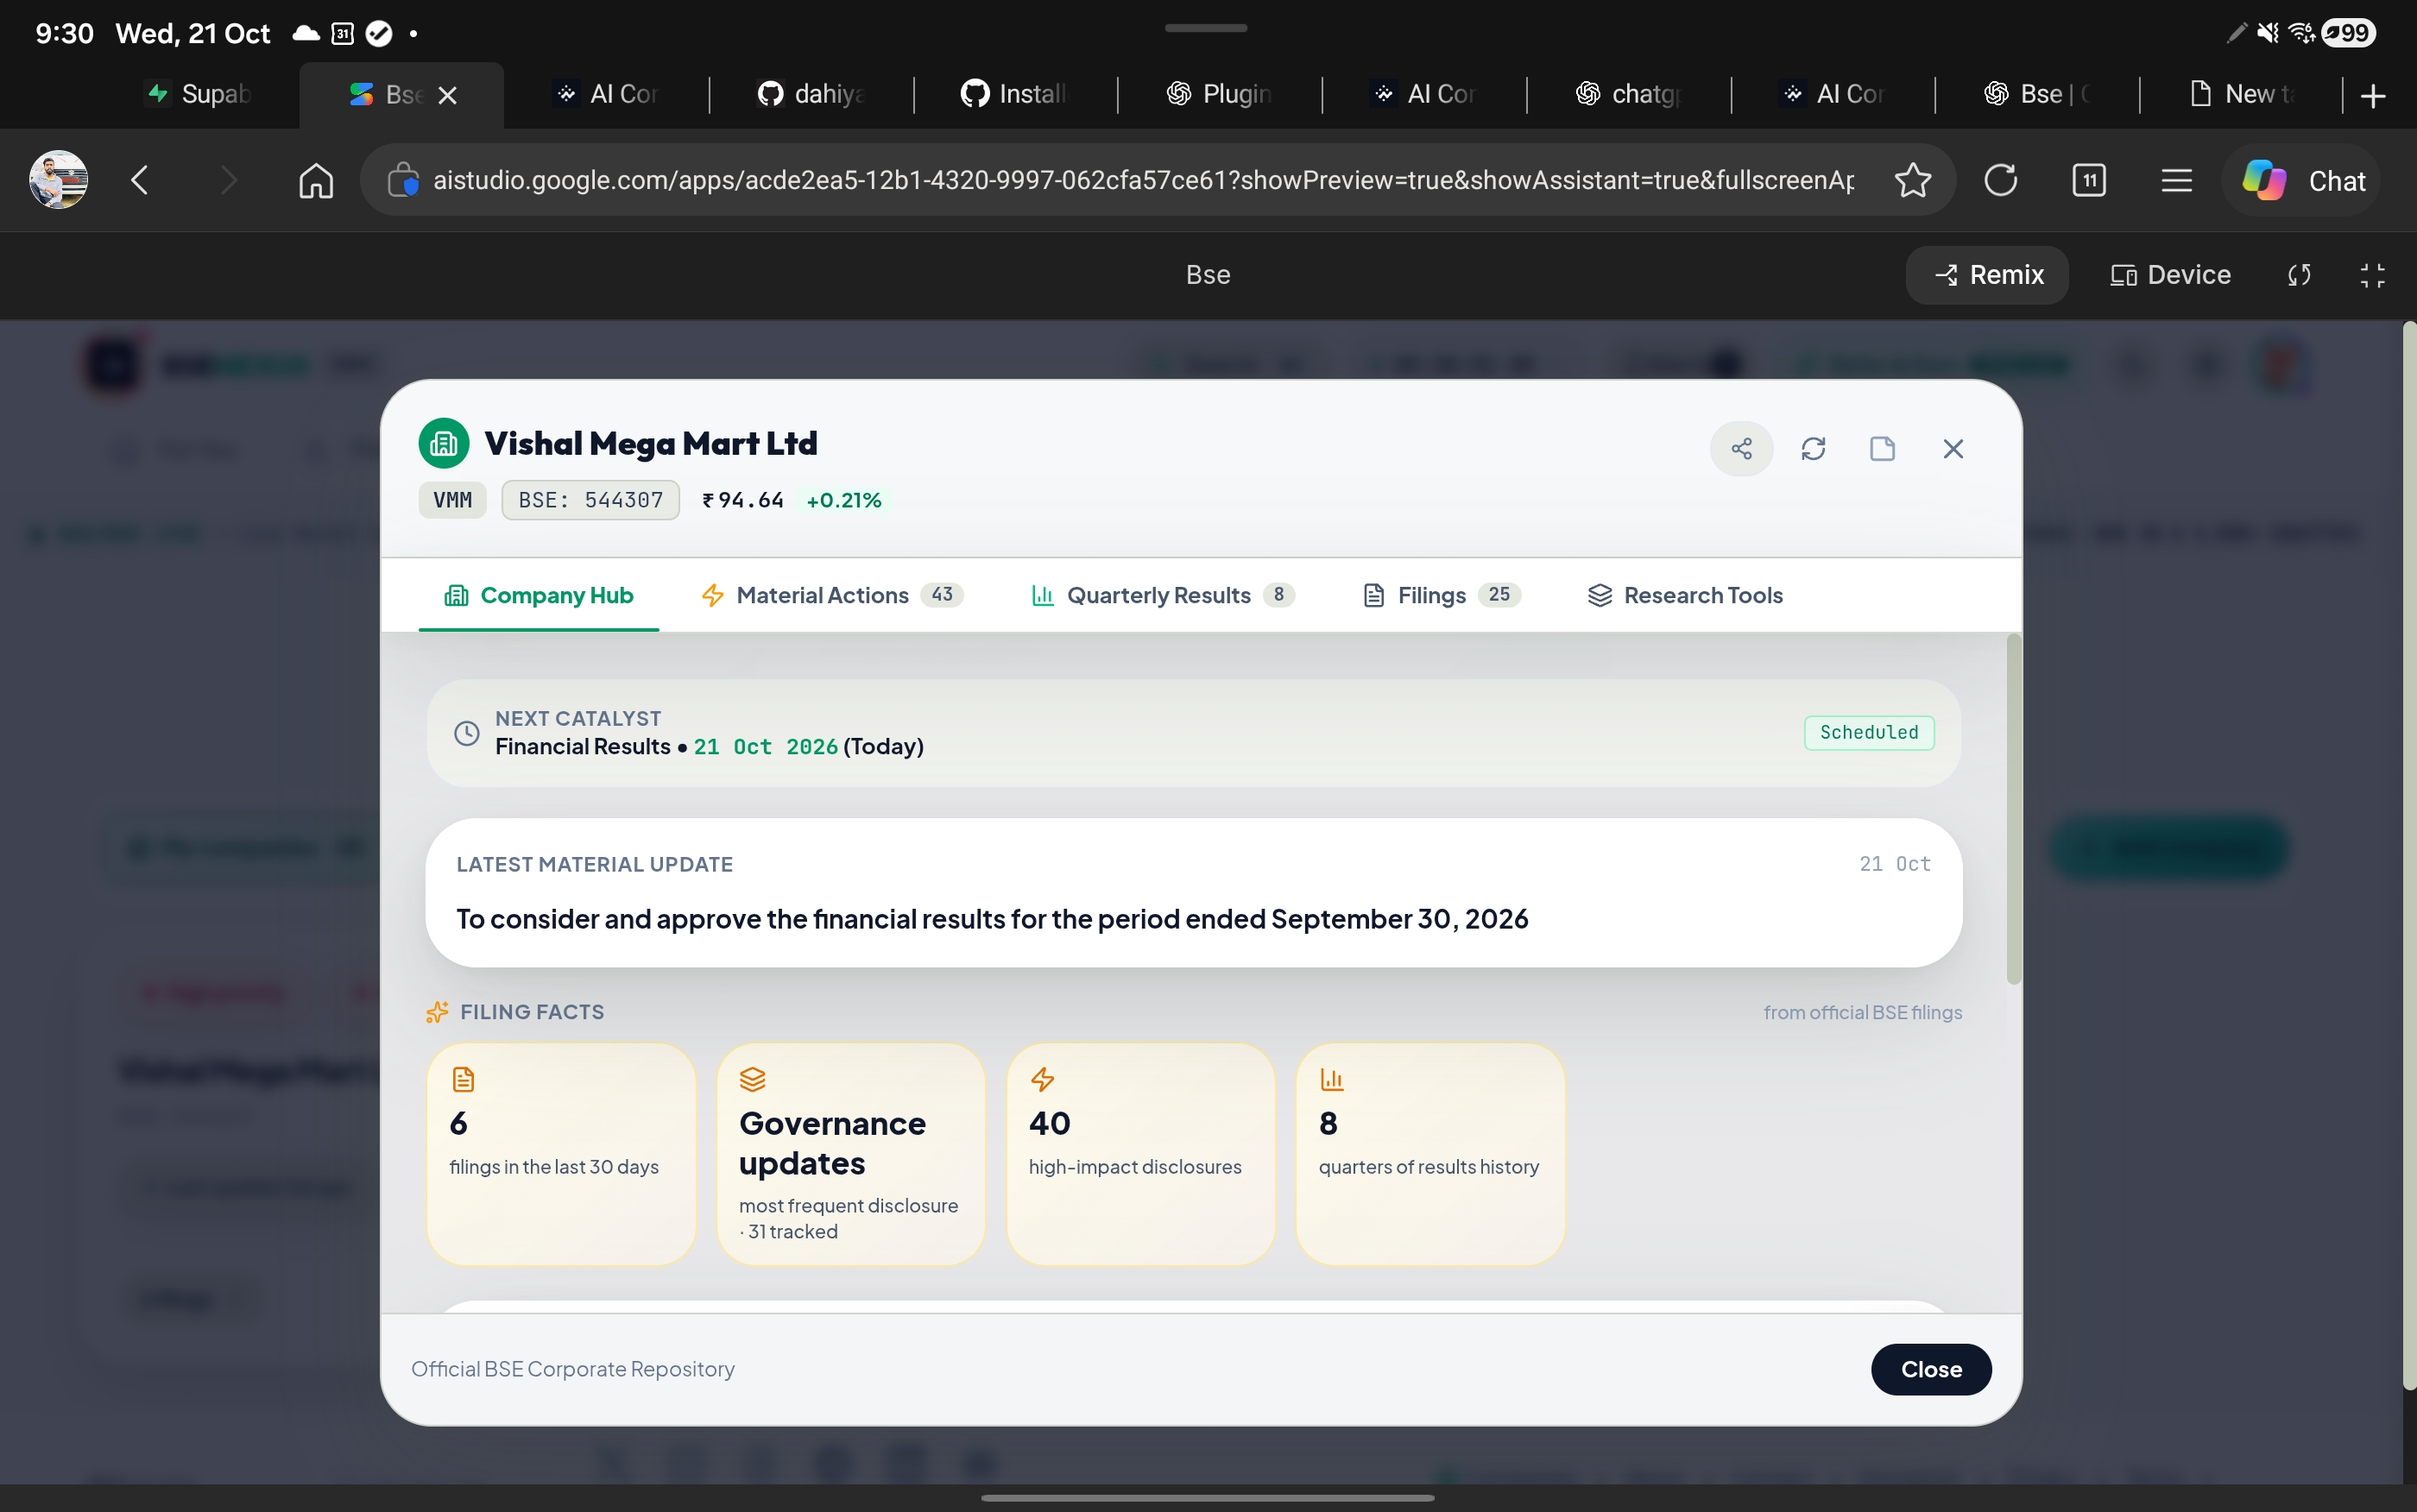 9:30 Wed, 21 Oct
31
99
Supab
Bse
AI Cor
dahiya
Install
Plugin
AI Cor
chatgp
AI Cor
Bse | C
New ta
aistudio.google.com/apps/acde2ea5-12b1-4320-9997-062cfa57ce61?showPreview=true&showAssistant=true&fullscreenAp
11
Chat
Bse
Remix
Device
Vishal Mega Mart Ltd
VMM
BSE: 544307
₹94.64
+0.21%
Company Hub
Material Actions 43
Quarterly Results 8
Filings 25
Research Tools
NEXT CATALYST
Financial Results • 21 Oct 2026 (Today)
Scheduled
LATEST MATERIAL UPDATE
21 Oct
To consider and approve the financial results for the period ended September 30, 2026
FILING FACTS
from official BSE filings
6
filings in the last 30 days
Governance
updates
most frequent disclosure
· 31 tracked
40
high-impact disclosures
8
quarters of results history
Official BSE Corporate Repository
Close